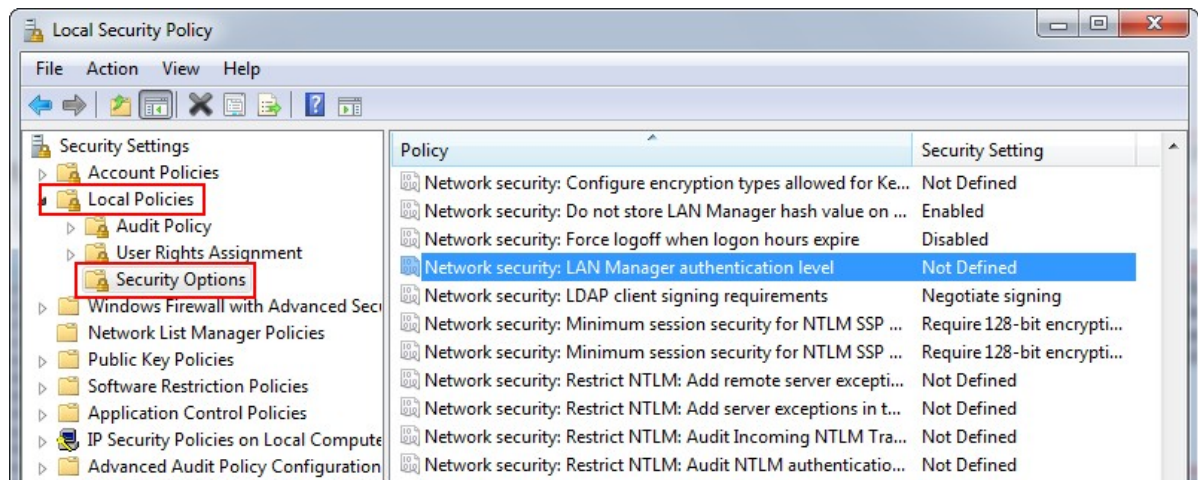 Local Security Policy
File Action View Help
Security Settings
Account Policies
Local Policies
Audit Policy
User Rights Assignment
Security Options
Windows Firewall with Advanced Secu
Network List Manager Policies
Public Key Policies
Software Restriction Policies
Application Control Policies
IP Security Policies on Local Compute
Advanced Audit Policy Configuration
Policy Security Setting
Network security: Configure encryption types allowed for Ke... Not Defined
Network security: Do not store LAN Manager hash value on ... Enabled
Network security: Force logoff when logon hours expire Disabled
Network security: LAN Manager authentication level Not Defined
Network security: LDAP client signing requirements Negotiate signing
Network security: Minimum session security for NTLM SSP ... Require 128-bit encrypti...
Network security: Minimum session security for NTLM SSP ... Require 128-bit encrypti...
Network security: Restrict NTLM: Add remote server excepti... Not Defined
Network security: Restrict NTLM: Add server exceptions in t... Not Defined
Network security: Restrict NTLM: Audit Incoming NTLM Tra... Not Defined
Network security: Restrict NTLM: Audit NTLM authenticatio... Not Defined